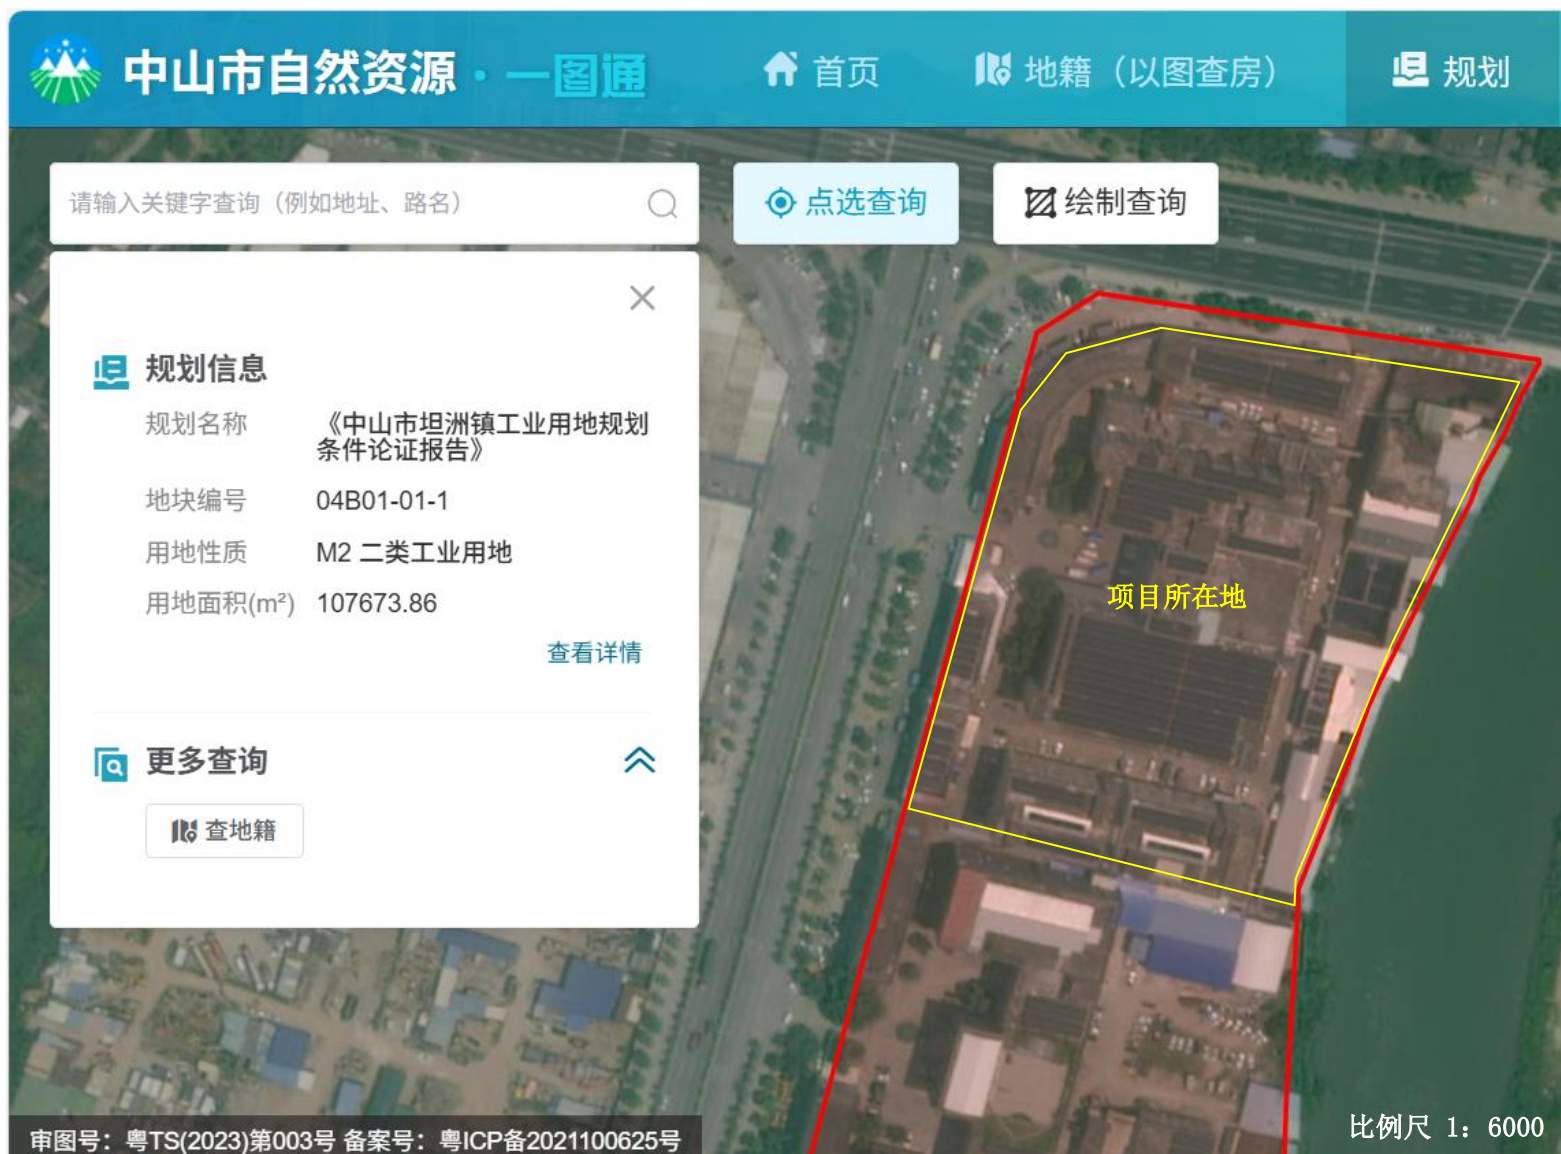 中山市自然资源·一图通
首页
地籍（以图查房）
规划
请输入关键字查询（例如地址、路名）
点选查询
绘制查询
规划信息
规划名称
《中山市坦洲镇工业用地规划
条件论证报告》
地块编号
04B01-01-1
用地性质
M2 二类工业用地
用地面积(m²)
107673.86
查看详情
更多查询
查地籍
项目所在地
审图号：粤TS(2023)第003号 备案号：粤ICP备2021100625号
比例尺 1：6000